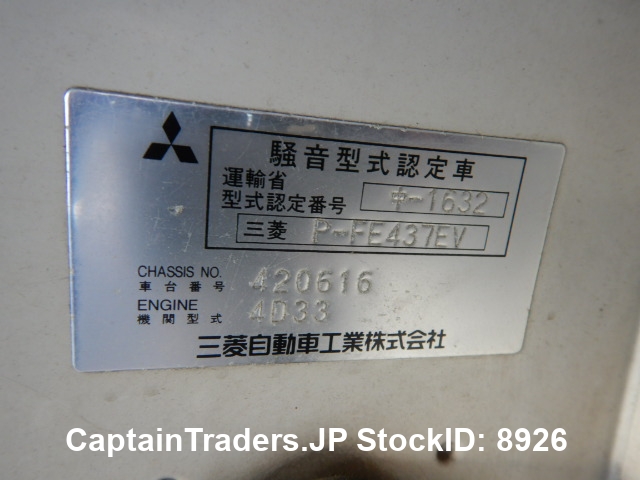 騒音型式認定車
運輸省
型式認定番号 中-1632
三菱 P-FE437EV
CHASSIS NO.
車台番号 420616
ENGINE
機関型式 4D33
三菱自動車工業株式会社
CaptainTraders.JP StockID: 8926